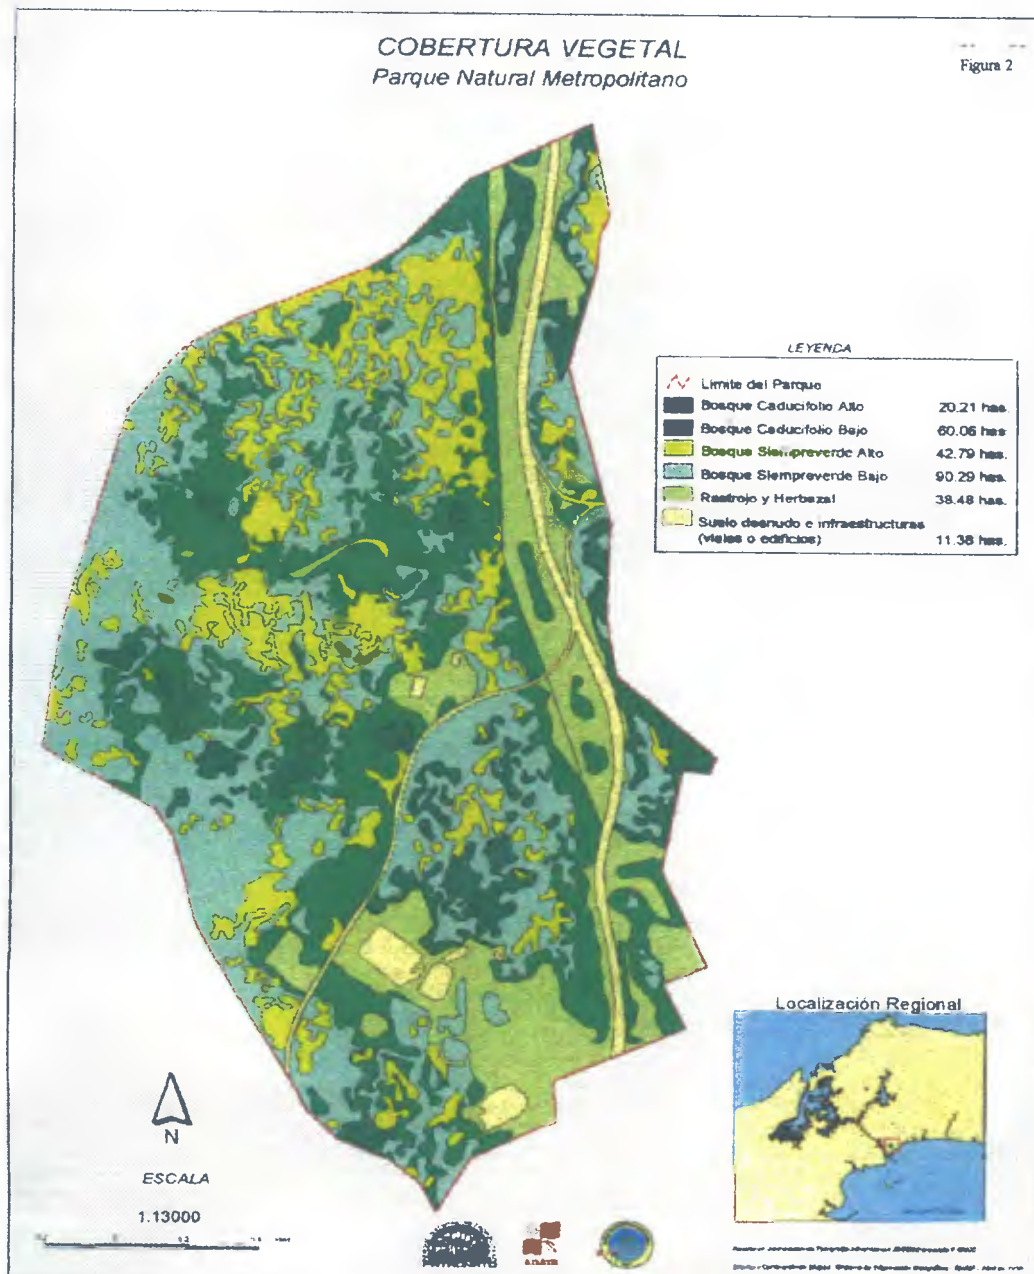 COBERTURA VEGETAL
Parque Natural Metropolitano
Figura 2
LEYENDA
Limite del Parque
Bosque Caducifolio Alto 20.21 has.
Bosque Caducifolio Bajo 60.06 has.
Bosque Siempreverde Alto 42.79 has.
Bosque Siempreverde Bajo 90.29 has.
Rastrojo y Herbazal 38.48 has.
Suelo desnudo e infraestructuras
(viales o edificios) 11.38 has.
Localización Regional
N
ESCALA
1.13000